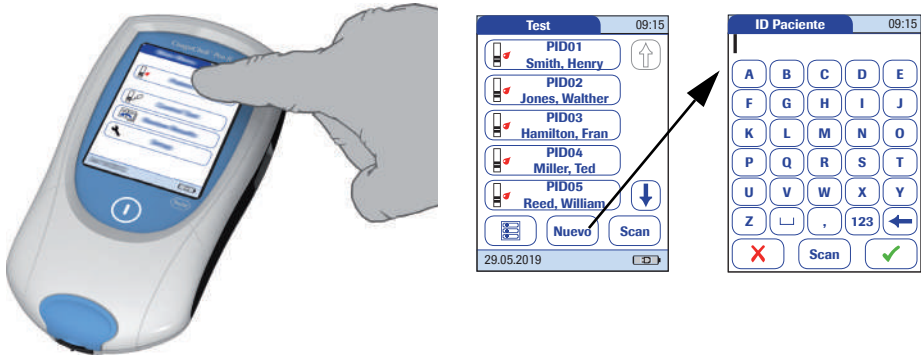 Test 09:15
PID01
Smith, Henry
PID02
Jones, Walther
PID03
Hamilton, Fran
PID04
Miller, Ted
PID05
Reed, William
Nuevo Scan
29.05.2019
ID Paciente 09:15
A B C D E
F G H I J
K L M N O
P Q R S T
U V W X Y
Z , 123
Scan